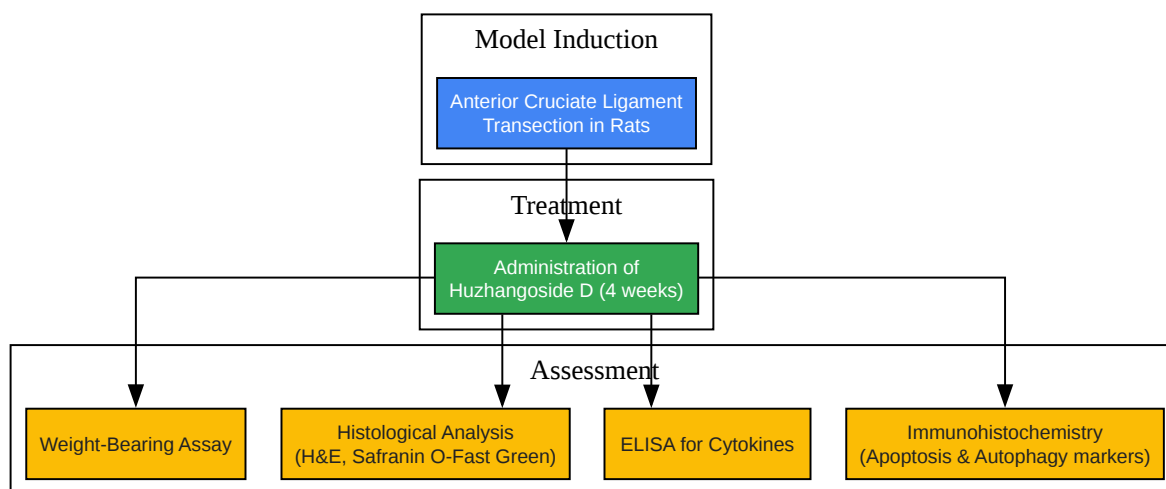 Model Induction
Anterior Cruciate Ligament
Transection in Rats
Treatment
Administration of
Huzhangoside D (4 weeks)
Assessment
Weight-Bearing Assay
Histological Analysis
(H&E, Safranin O-Fast Green)
ELISA for Cytokines
Immunohistochemistry
(Apoptosis & Autophagy markers)